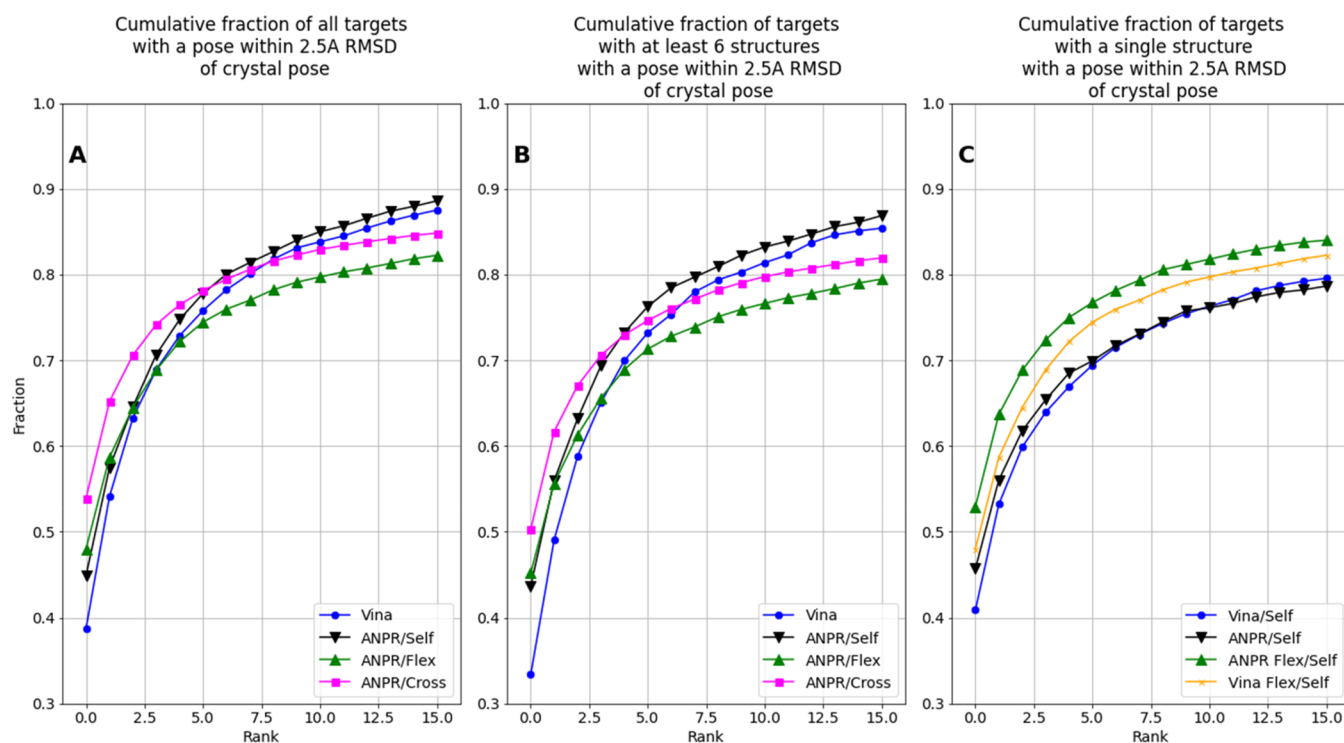 Cumulative fraction of all targets
with a pose within 2.5A RMSD
of crystal pose
Cumulative fraction of targets
with at least 6 structures
with a pose within 2.5A RMSD
of crystal pose
Cumulative fraction of targets
with a single structure
with a pose within 2.5A RMSD
of crystal pose
1.0
0.9
0.8
0.7
0.6
0.5
0.4
0.3
Fraction
A
Vina
ANPR/Self
ANPR/Flex
ANPR/Cross
0.0 2.5 5.0 7.5 10.0 12.5 15.0
Rank
1.0
0.9
0.8
0.7
0.6
0.5
0.4
0.3
B
Vina
ANPR/Self
ANPR/Flex
ANPR/Cross
0.0 2.5 5.0 7.5 10.0 12.5 15.0
Rank
1.0
0.9
0.8
0.7
0.6
0.5
0.4
0.3
C
Vina/Self
ANPR/Self
ANPR Flex/Self
Vina Flex/Self
0.0 2.5 5.0 7.5 10.0 12.5 15.0
Rank